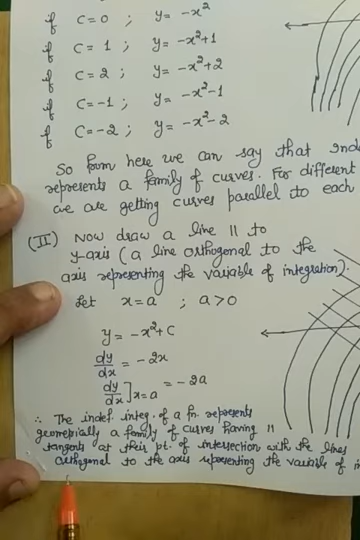 if C=0 ; y= -x²
if C=1 ; y= -x²+1
if C=2 ; y= -x²+2
if C=-1 ; y= -x²-1
if C=-2 ; y= -x²-2
So from here we can say that
represents a family of curves. For different
we are getting curves parallel to each
(II) Now draw a line || to
y-axis (a line orthogonal to the
axis representing the variable of integration).
Let x=a ; a>0
y = -x²+c
dy/dx = -2x
dy/dx]x=a = -2a
∴ The indef. integ. of a fn. represents
geometrically a family of curves having ||
tangents at their pt. of intersection with the lines
orthogonal to the axis representing the variable of